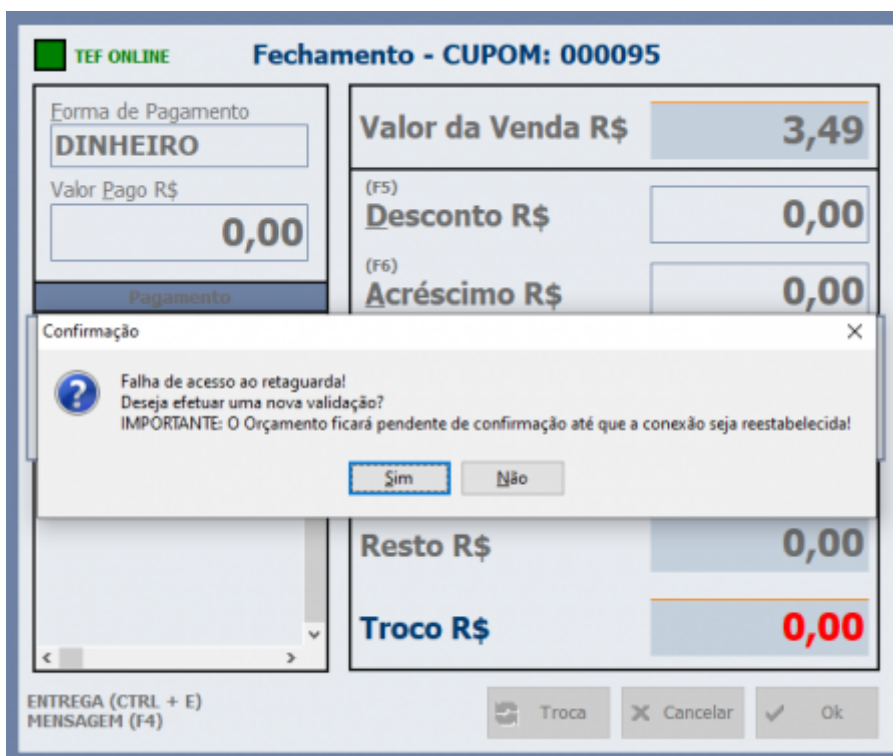 TEF ONLINE
Fechamento - CUPOM: 000095
Forma de Pagamento
DINHEIRO
Valor Pago R$
0,00
Pagamento
Valor da Venda R$ 3,49
(F5)
Desconto R$ 0,00
(F6)
Acréscimo R$ 0,00
Confirmação
Falha de acesso ao retaguarda!
Deseja efetuar uma nova validação?
IMPORTANTE: O Orçamento ficará pendente de confirmação até que a conexão seja reestabelecida!
Sim Não
Resto R$ 0,00
Troco R$ 0,00
ENTREGA (CTRL + E)
MENSAGEM (F4)
Troca Cancelar Ok